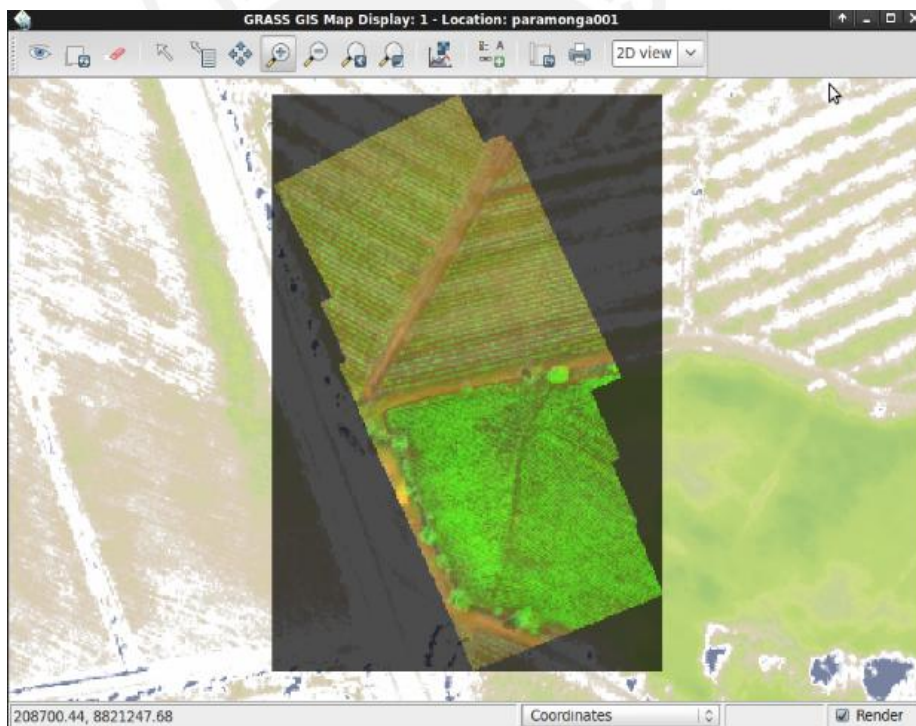 GRASS GIS Map Display: 1 - Location: paramonga001
2D view
208700.44, 8821247.68
Coordinates
Render